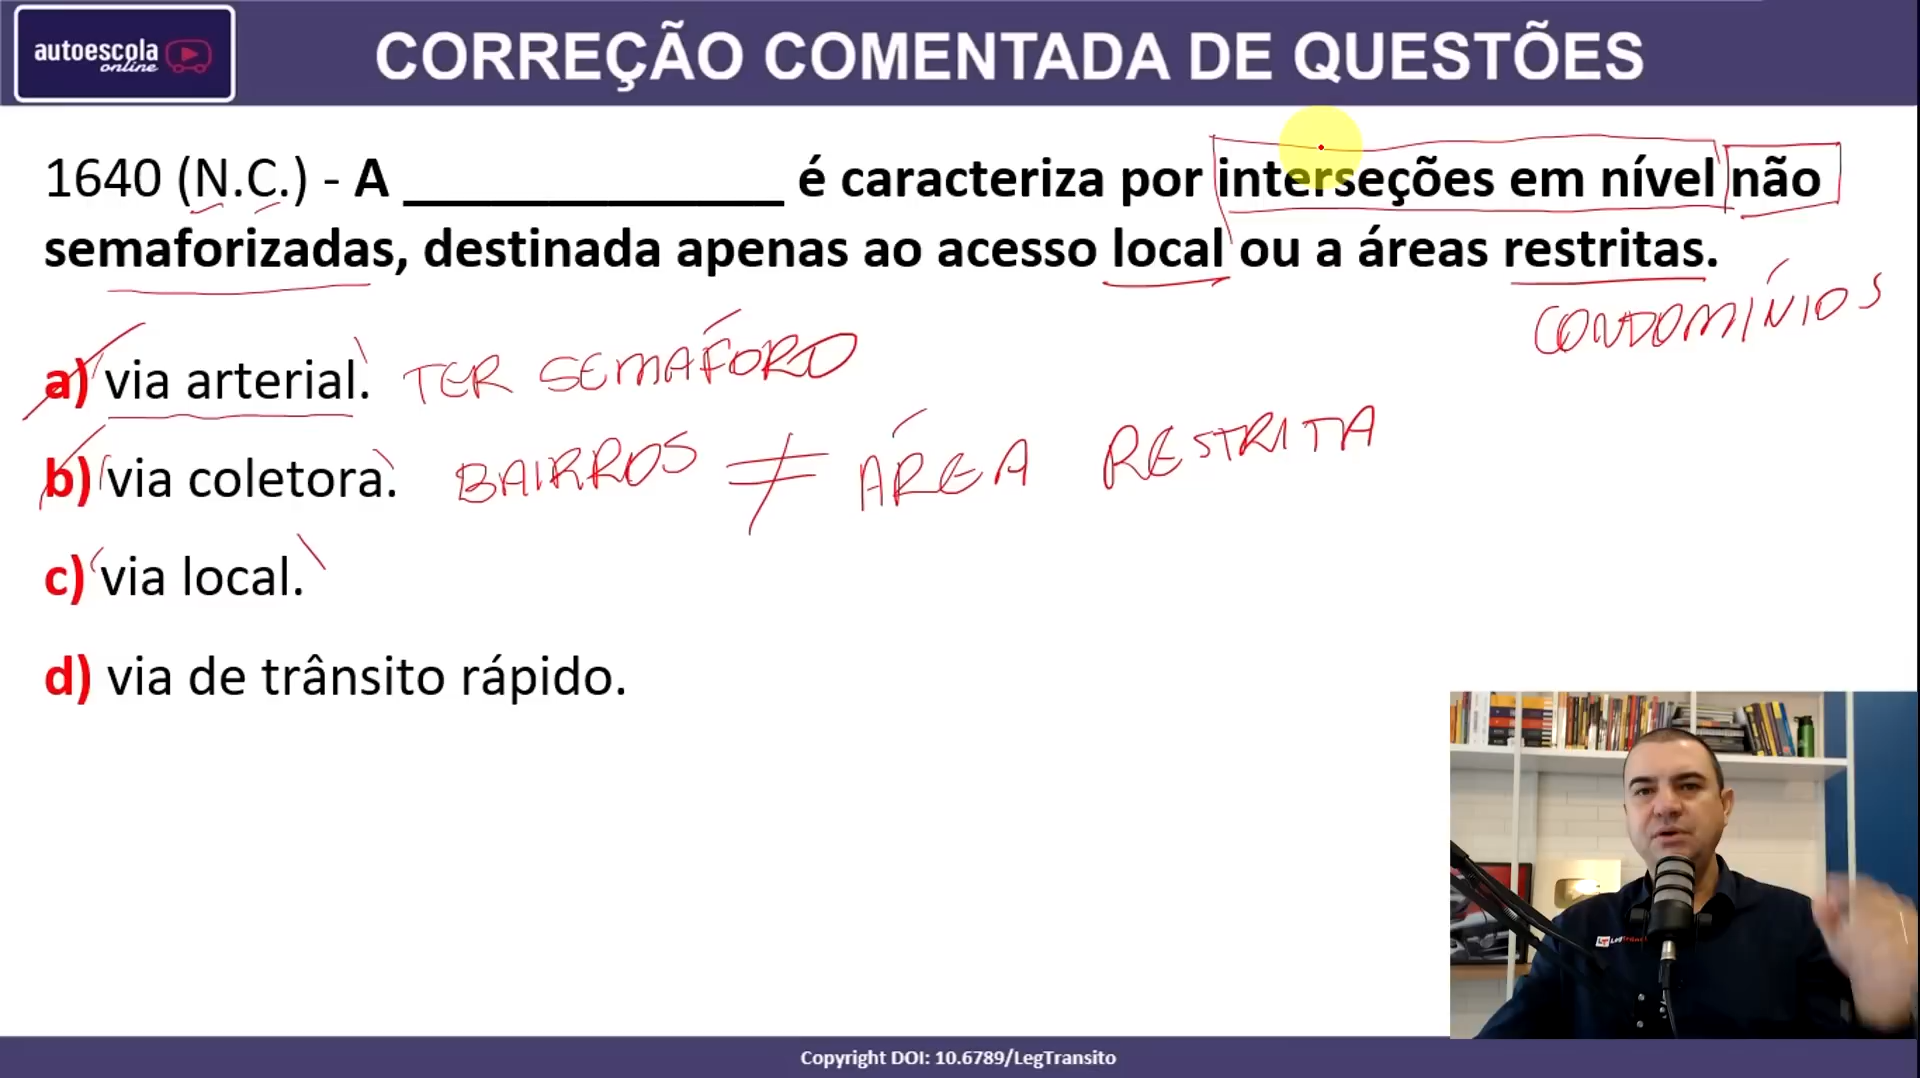 autoescola
online
CORREÇÃO COMENTADA DE QUESTÕES
1640 (N.C.) - A ______________ é caracteriza por interseções em nível não
semaforizadas, destinada apenas ao acesso local ou a áreas restritas.
CONDOMÍNIOS
a) via arterial. TER SEMÁFORO
b) via coletora. BAIRROS ≠ ÁREA RESTRITA
c) via local.
d) via de trânsito rápido.
Copyright DOI: 10.6789/LegTransito